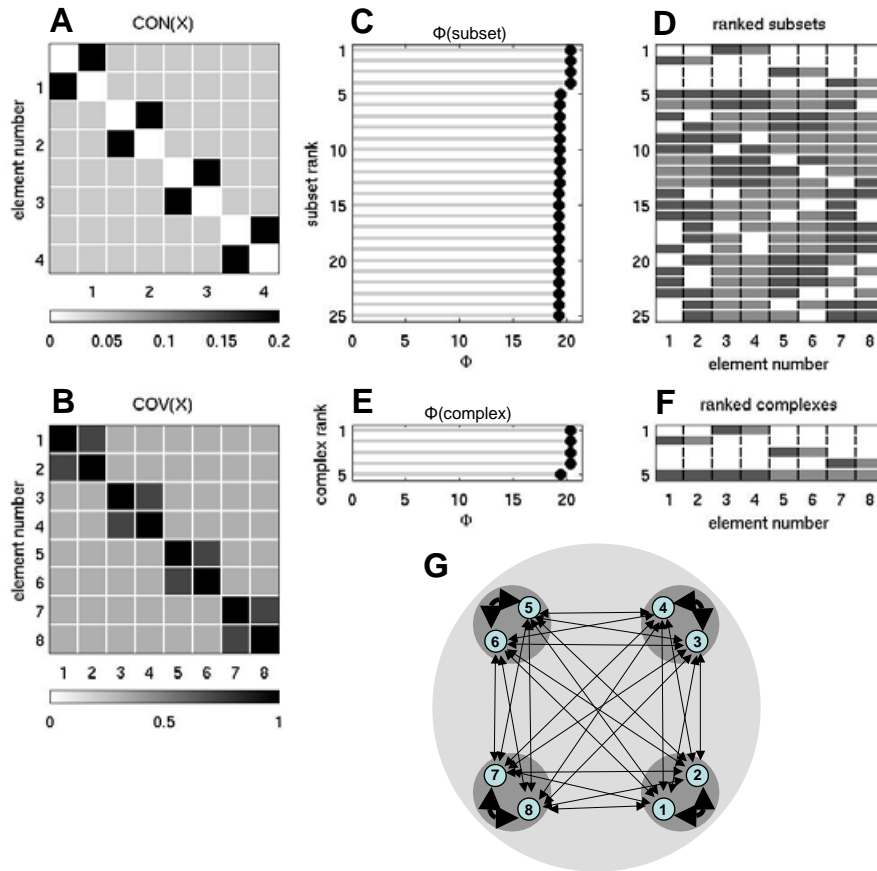 A
CON(X)
element number
1
2
3
4
1 2 3 4
0 0.05 0.1 0.15 0.2
B
COV(X)
element number
1
2
3
4
5
6
7
8
1 2 3 4 5 6 7 8
0 0.5 1
C
Φ(subset)
subset rank
1
5
10
15
20
25
0 5 10 15 20
Φ
D
ranked subsets
1
5
10
15
20
25
1 2 3 4 5 6 7 8
element number
E
Φ(complex)
complex rank
1
5
0 5 10 15 20
Φ
F
ranked complexes
1
5
1 2 3 4 5 6 7 8
element number
G
5 4
6 3
7 2
8 1